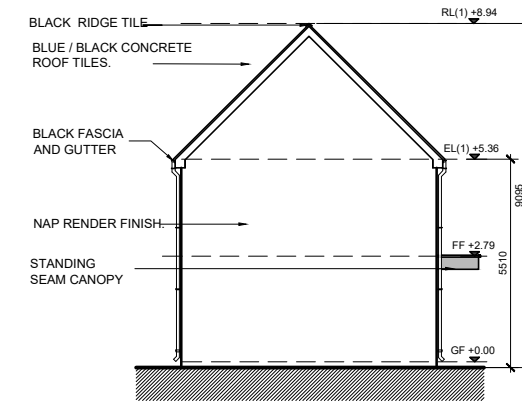 BLACK RIDGE TILE
BLUE / BLACK CONCRETE
ROOF TILES.
BLACK FASCIA
AND GUTTER
NAP RENDER FINISH.
STANDING
SEAM CANOPY
RL(1) +8.94
EL(1) +5.36
FF +2.79
GF +0.00
5510
9095